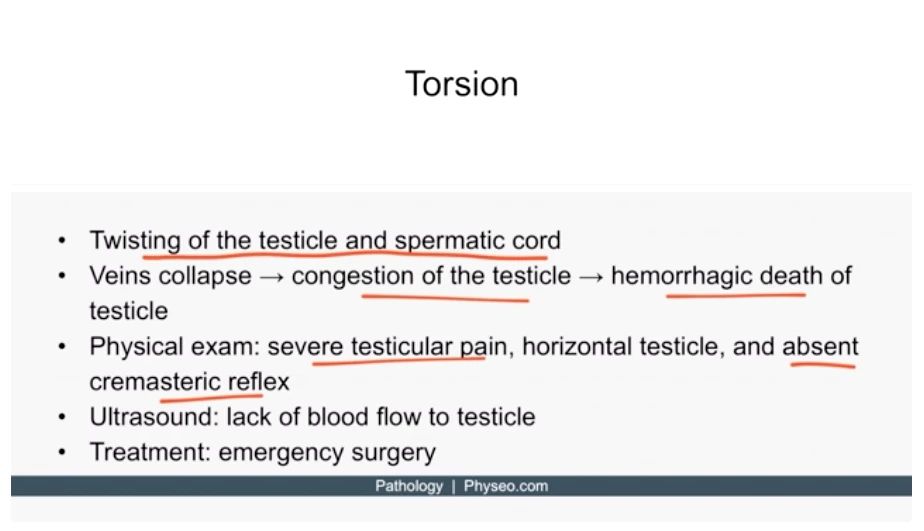 Torsion
• Twisting of the testicle and spermatic cord
• Veins collapse → congestion of the testicle → hemorrhagic death of
testicle
• Physical exam: severe testicular pain, horizontal testicle, and absent
cremasteric reflex
• Ultrasound: lack of blood flow to testicle
• Treatment: emergency surgery
Pathology | Physeo.com